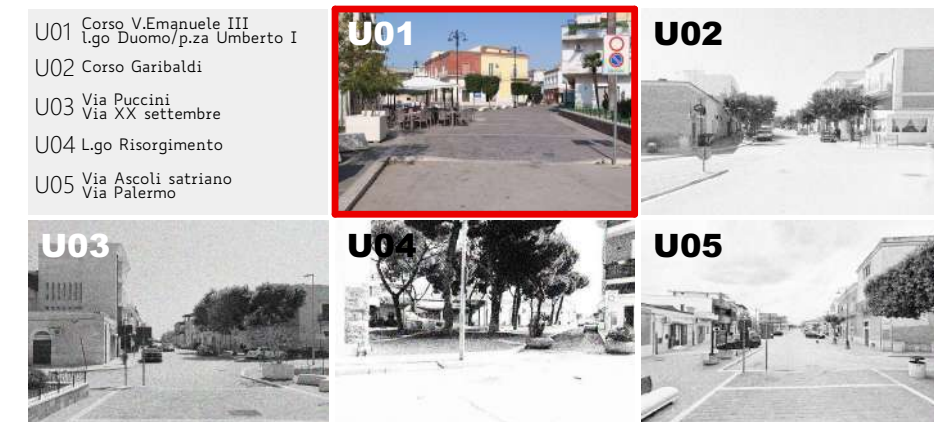 U01 Corso V.Emanuele III
l.go Duomo/p.za Umberto I
U02 Corso Garibaldi
U03 Via Puccini
Via XX settembre
U04 L.go Risorgimento
U05 Via Ascoli satriano
Via Palermo
U01
U02
U03
U04
U05